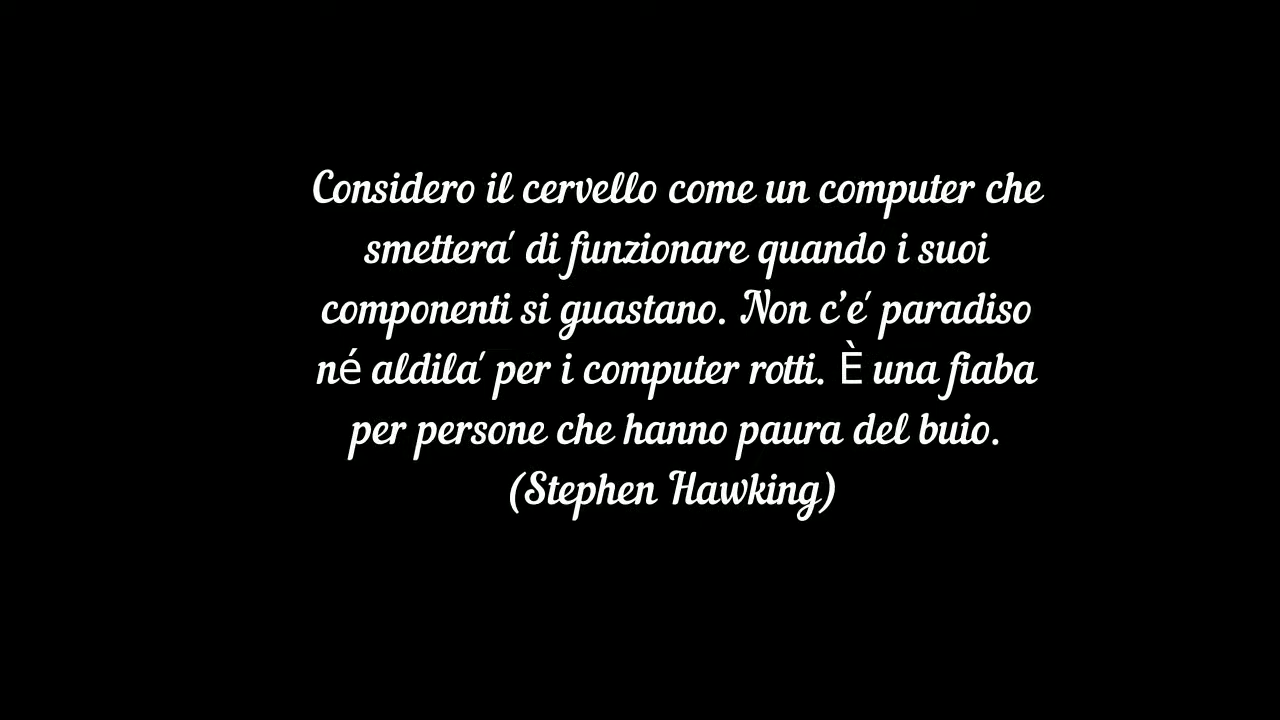 Considero il cervello come un computer che
smettera' di funzionare quando i suoi
componenti si guastano. Non c'e' paradiso
né aldila' per i computer rotti. È una fiaba
per persone che hanno paura del buio.
(Stephen Hawking)